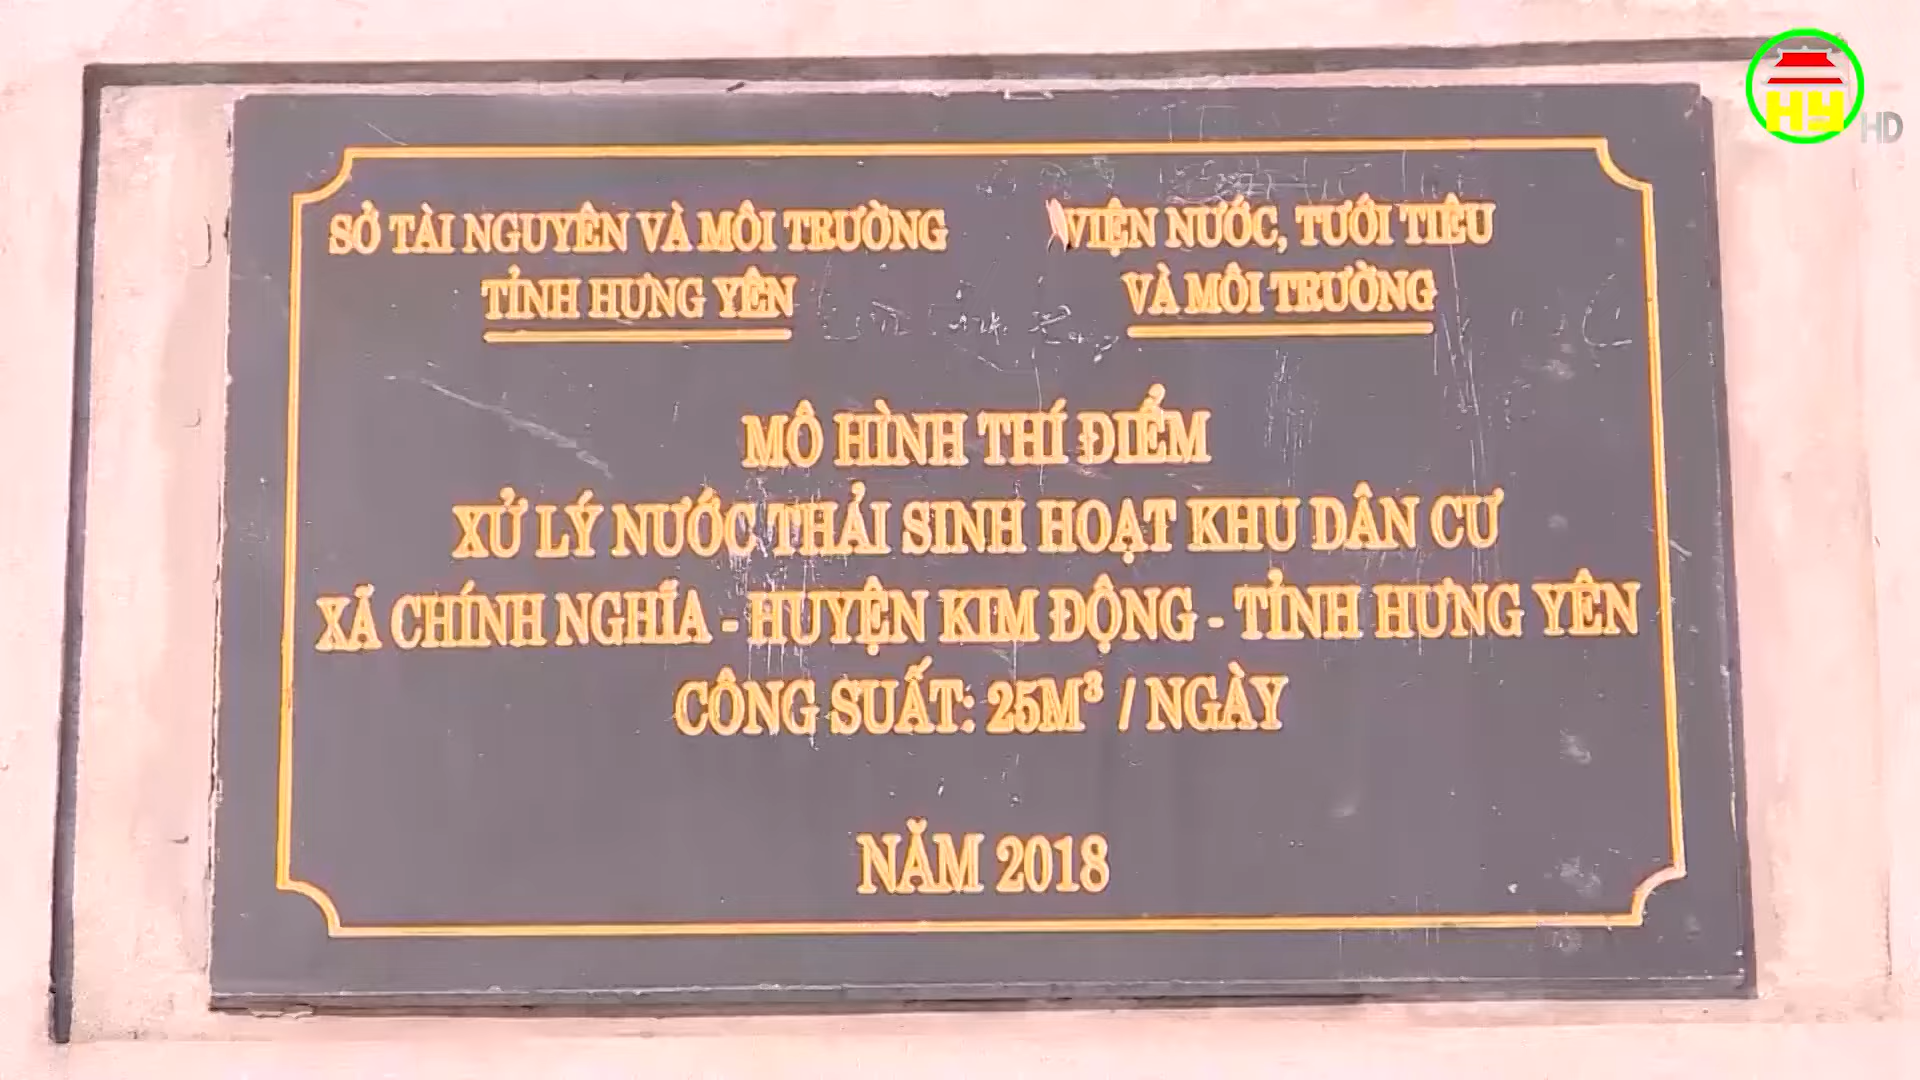 SỞ TÀI NGUYÊN VÀ MÔI TRƯỜNG
TỈNH HƯNG YÊN
VIỆN NƯỚC, TƯỚI TIÊU
VÀ MÔI TRƯỜNG
MÔ HÌNH THÍ ĐIỂM
XỬ LÝ NƯỚC THẢI SINH HOẠT KHU DÂN CƯ
XÃ CHÍNH NGHĨA - HUYỆN KIM ĐỘNG - TỈNH HƯNG YÊN
CÔNG SUẤT: 25M³ / NGÀY
NĂM 2018
HY HD